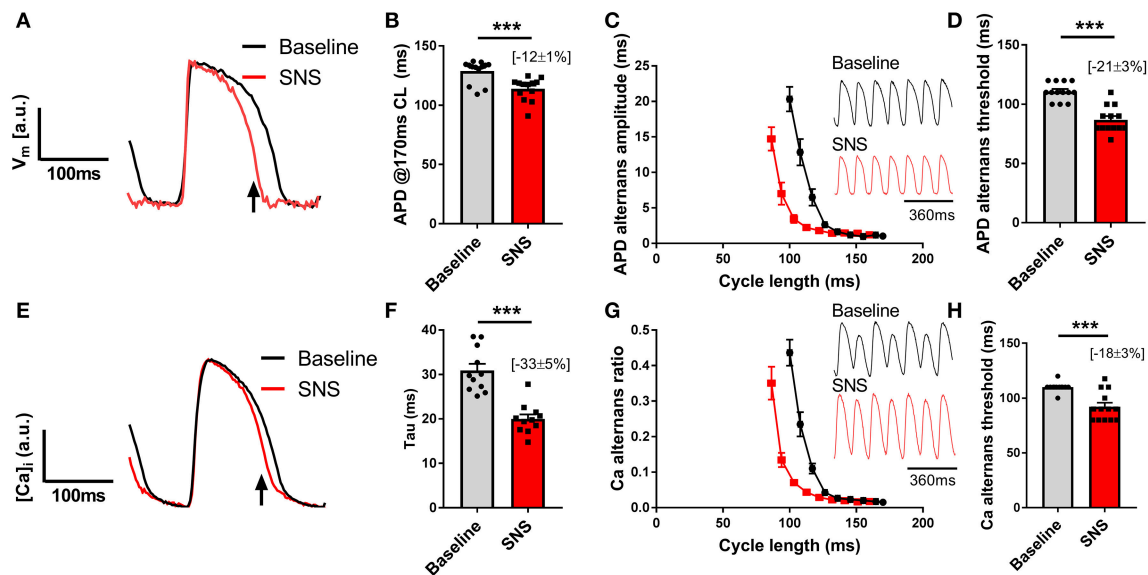 A
Baseline
SNS
Vm [a.u.]
100ms
B
***
[-12±1%]
APD @170ms CL (ms)
150
100
50
0
Baseline
SNS
C
APD alternans amplitude (ms)
25
20
15
10
5
0
0
50
100
150
200
Cycle length (ms)
Baseline
SNS
360ms
D
***
[-21±3%]
APD alternans threshold (ms)
150
100
50
0
Baseline
SNS
E
Baseline
SNS
[Ca]i (a.u.)
100ms
F
***
[-33±5%]
Tau (ms)
40
30
20
10
0
Baseline
SNS
G
Ca alternans ratio
0.5
0.4
0.3
0.2
0.1
0.0
0
50
100
150
200
Cycle length (ms)
Baseline
SNS
360ms
H
***
[-18±3%]
Ca alternans threshold (ms)
150
100
50
0
Baseline
SNS